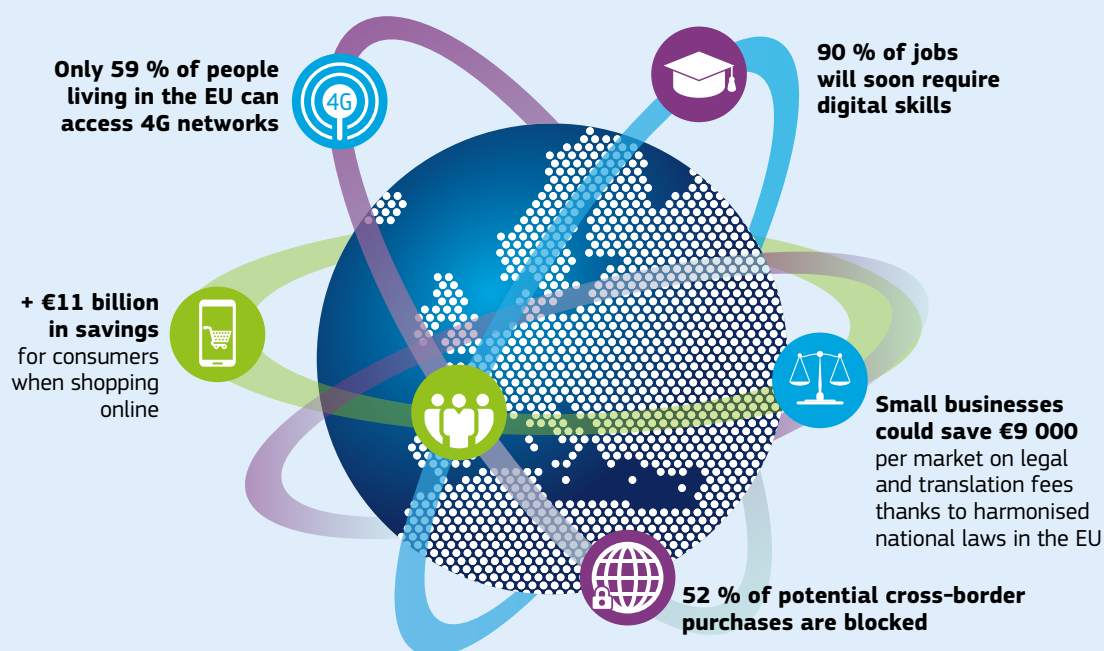 Only 59 % of people
living in the EU can
access 4G networks
4G
90 % of jobs
will soon require
digital skills
+ €11 billion
in savings
for consumers
when shopping
online
Small businesses
could save €9 000
per market on legal
and translation fees
thanks to harmonised
national laws in the EU
52 % of potential cross-border
purchases are blocked